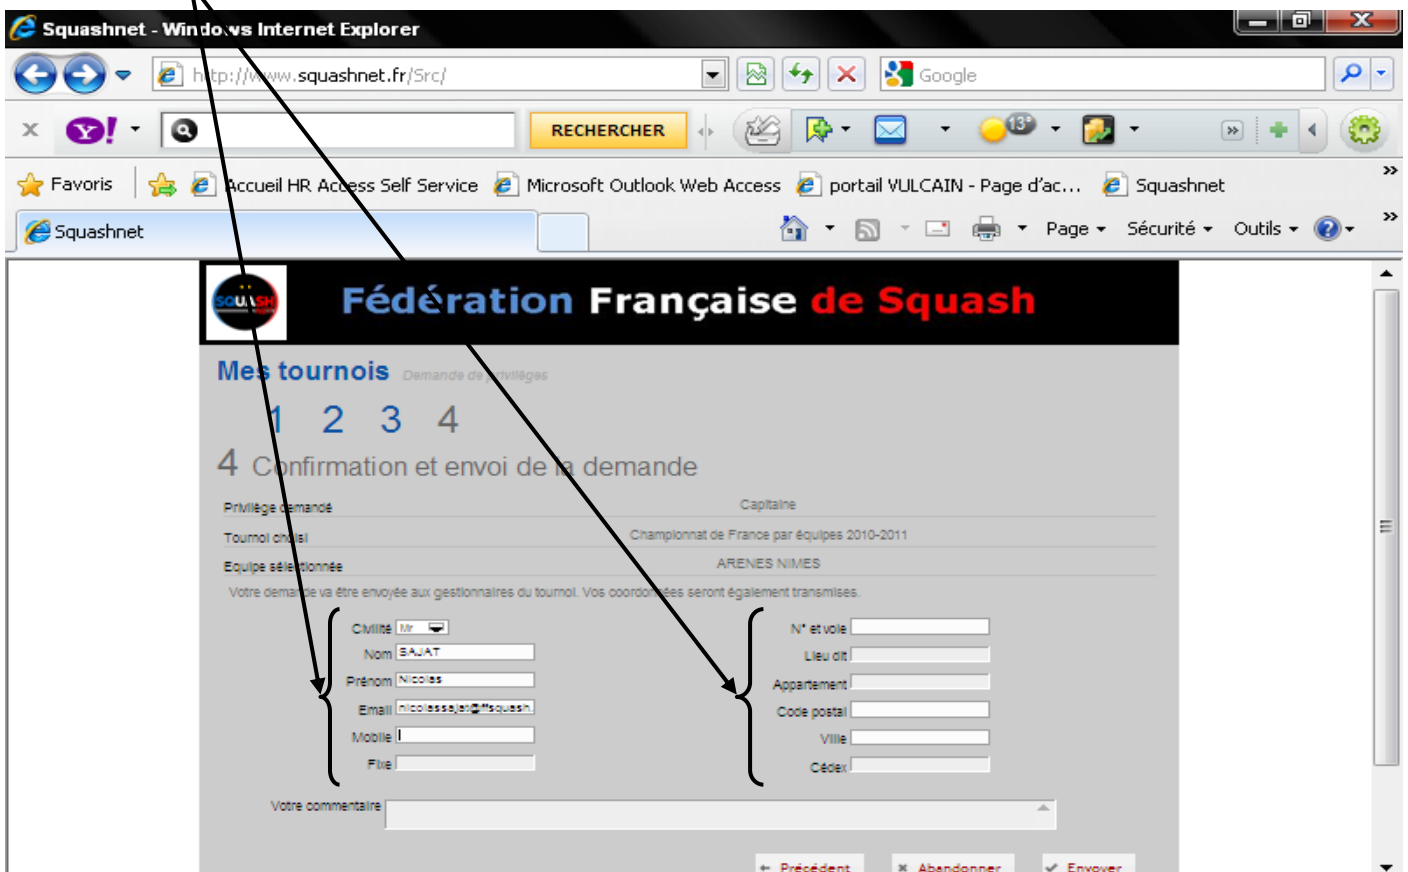 Squashnet - Windows Internet Explorer
http://www.squashnet.fr/Src/
Google
Y!
RECHERCHER
13°
Favoris
Accueil HR Access Self Service
Microsoft Outlook Web Access
portail VULCAIN - Page d'ac...
Squashnet
Squashnet
Page
Sécurité
Outils
SQUASH
Fédération Française de Squash
Mes tournois Demande de privilèges
1 2 3 4
4 Confirmation et envoi de la demande
Privilège demandé Capitaine
Tournoi choisi Championnat de France par équipes 2010-2011
Equipe sélectionnée ARENES NIMES
Votre demande va être envoyée aux gestionnaires du tournoi. Vos coordonnées seront également transmises.
Civilité Mr
Nom SAJAT
Prénom Nicolas
Email nicolassajat@ffsquash.
Mobile
Fixe
N° et voie
Lieu dit
Appartement
Code postal
Ville
Cédex
Votre commentaire
Précédent
Abandonner
Envoyer